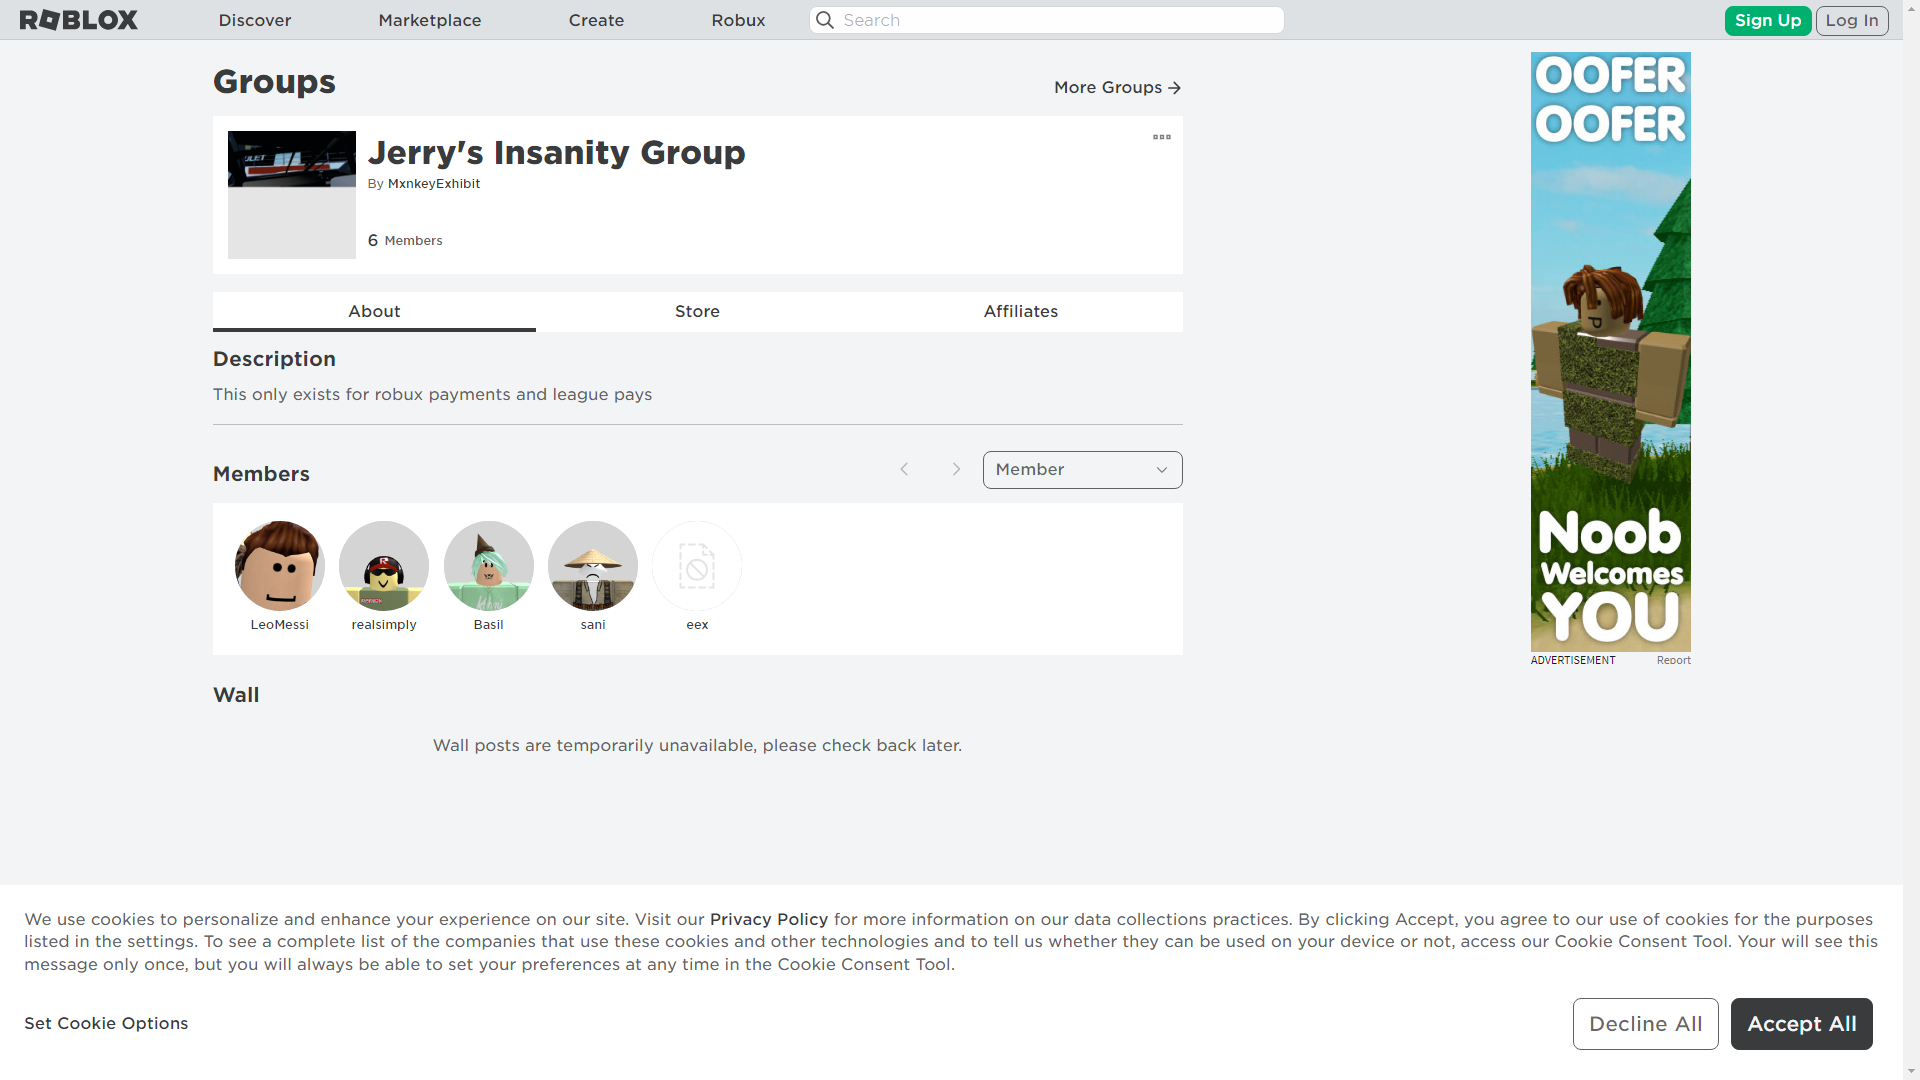 ROBLOX
Discover
Marketplace
Create
Robux
Search
Sign Up
Log In
Groups
More Groups
Jerry's Insanity Group
By MxnkeyExhibit
6 Members
About
Store
Affiliates
Description
This only exists for robux payments and league pays
Members
Member
LeoMessi
realsimply
Basil
sani
eex
Wall
Wall posts are temporarily unavailable, please check back later.
OOFER
OOFER
Noob
Welcomes
YOU
ADVERTISEMENT
Report
We use cookies to personalize and enhance your experience on our site. Visit our Privacy Policy for more information on our data collections practices. By clicking Accept, you agree to our use of cookies for the purposes
listed in the settings. To see a complete list of the companies that use these cookies and other technologies and to tell us whether they can be used on your device or not, access our Cookie Consent Tool. Your will see this
message only once, but you will always be able to set your preferences at any time in the Cookie Consent Tool.
Set Cookie Options
Decline All
Accept All